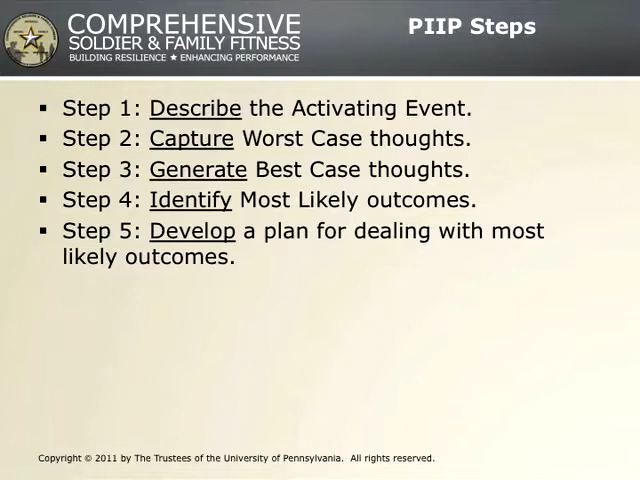 COMPREHENSIVE
SOLDIER & FAMILY FITNESS
BUILDING RESILIENCE ★ ENHANCING PERFORMANCE
PIIP Steps
▪ Step 1: Describe the Activating Event.
▪ Step 2: Capture Worst Case thoughts.
▪ Step 3: Generate Best Case thoughts.
▪ Step 4: Identify Most Likely outcomes.
▪ Step 5: Develop a plan for dealing with most
likely outcomes.
Copyright © 2011 by The Trustees of the University of Pennsylvania. All rights reserved.